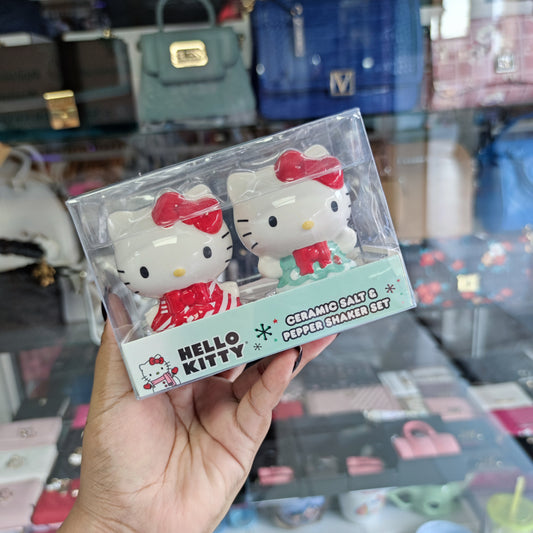 HELLO
KITTY
CERAMIC SALT &
PEPPER SHAKER SET